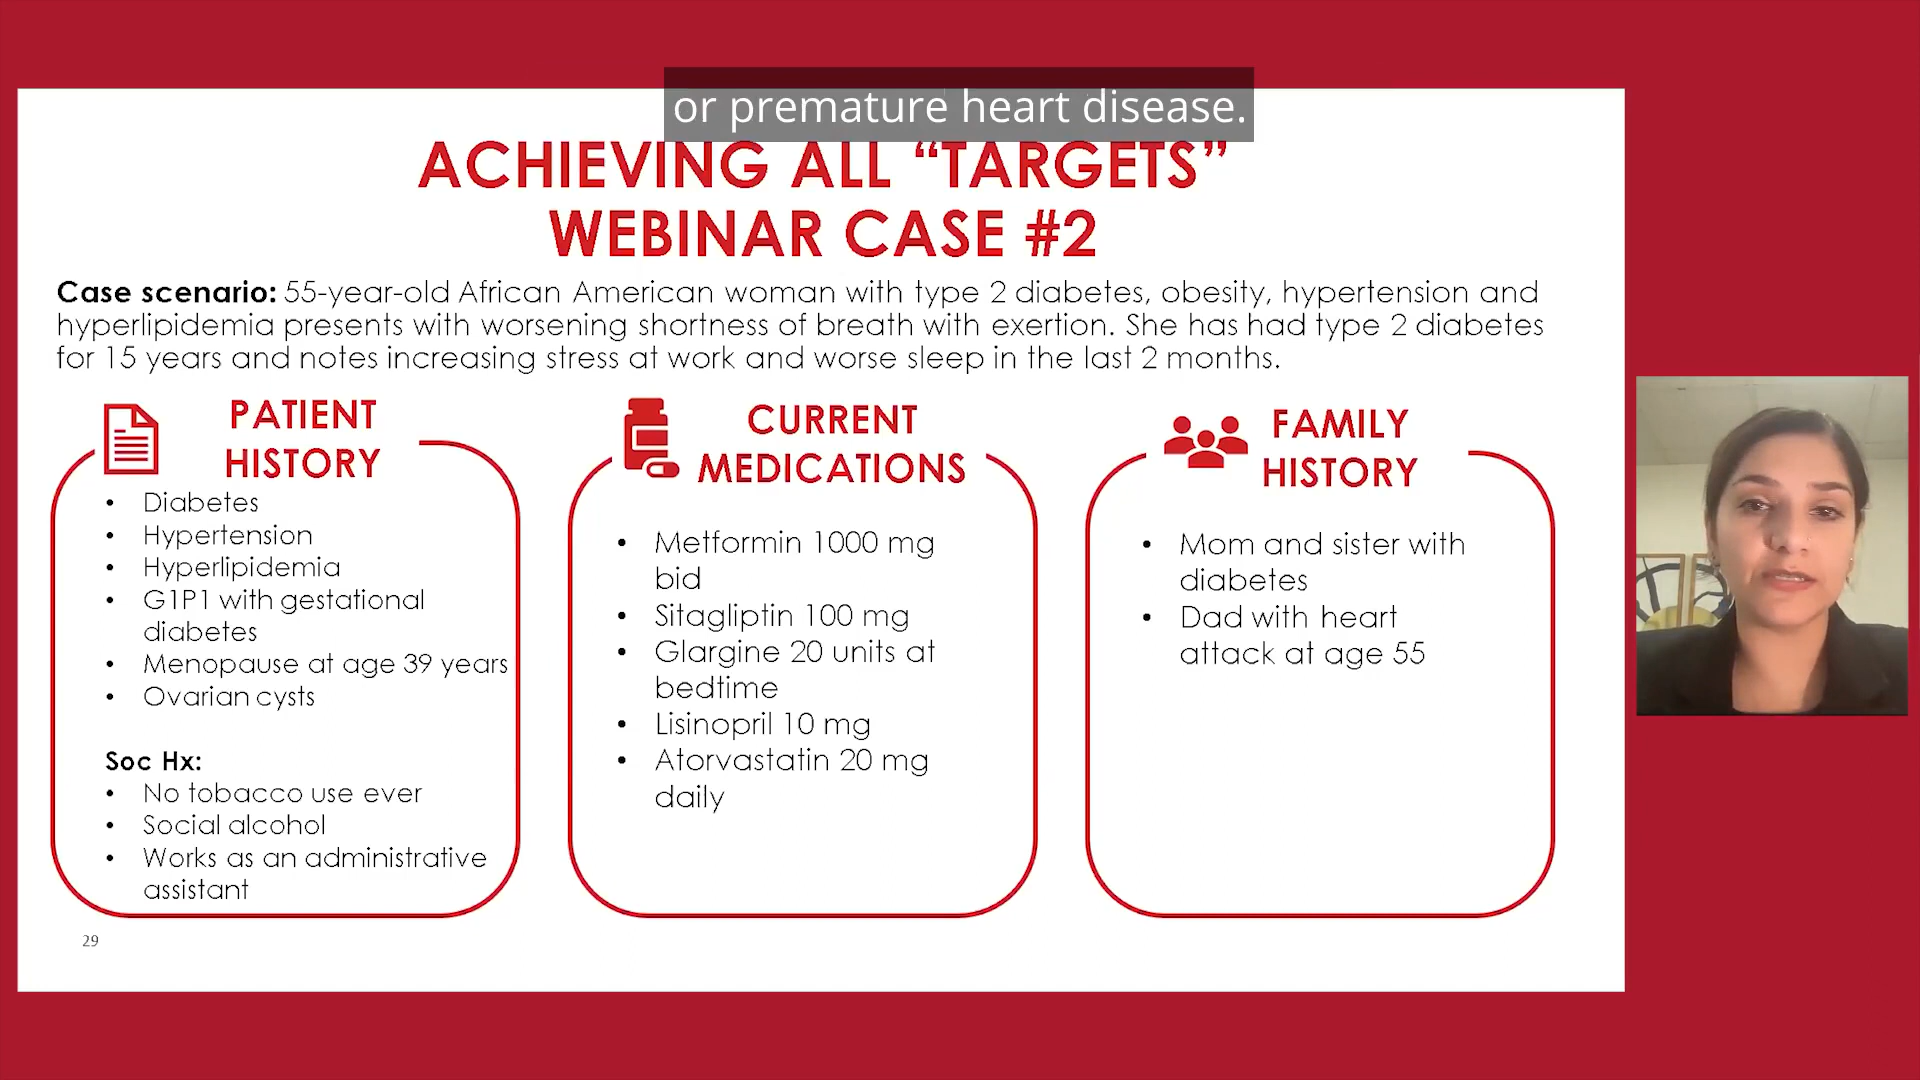 or premature heart disease.
ACHIEVING ALL “TARGETS”
WEBINAR CASE #2
Case scenario: 55-year-old African American woman with type 2 diabetes, obesity, hypertension and
hyperlipidemia presents with worsening shortness of breath with exertion. She has had type 2 diabetes
for 15 years and notes increasing stress at work and worse sleep in the last 2 months.
PATIENT
HISTORY
• Diabetes
• Hypertension
• Hyperlipidemia
• G1P1 with gestational
diabetes
• Menopause at age 39 years
• Ovarian cysts
Soc Hx:
• No tobacco use ever
• Social alcohol
• Works as an administrative
assistant
CURRENT
MEDICATIONS
• Metformin 1000 mg
bid
• Sitagliptin 100 mg
• Glargine 20 units at
bedtime
• Lisinopril 10 mg
• Atorvastatin 20 mg
daily
FAMILY
HISTORY
• Mom and sister with
diabetes
• Dad with heart
attack at age 55
29